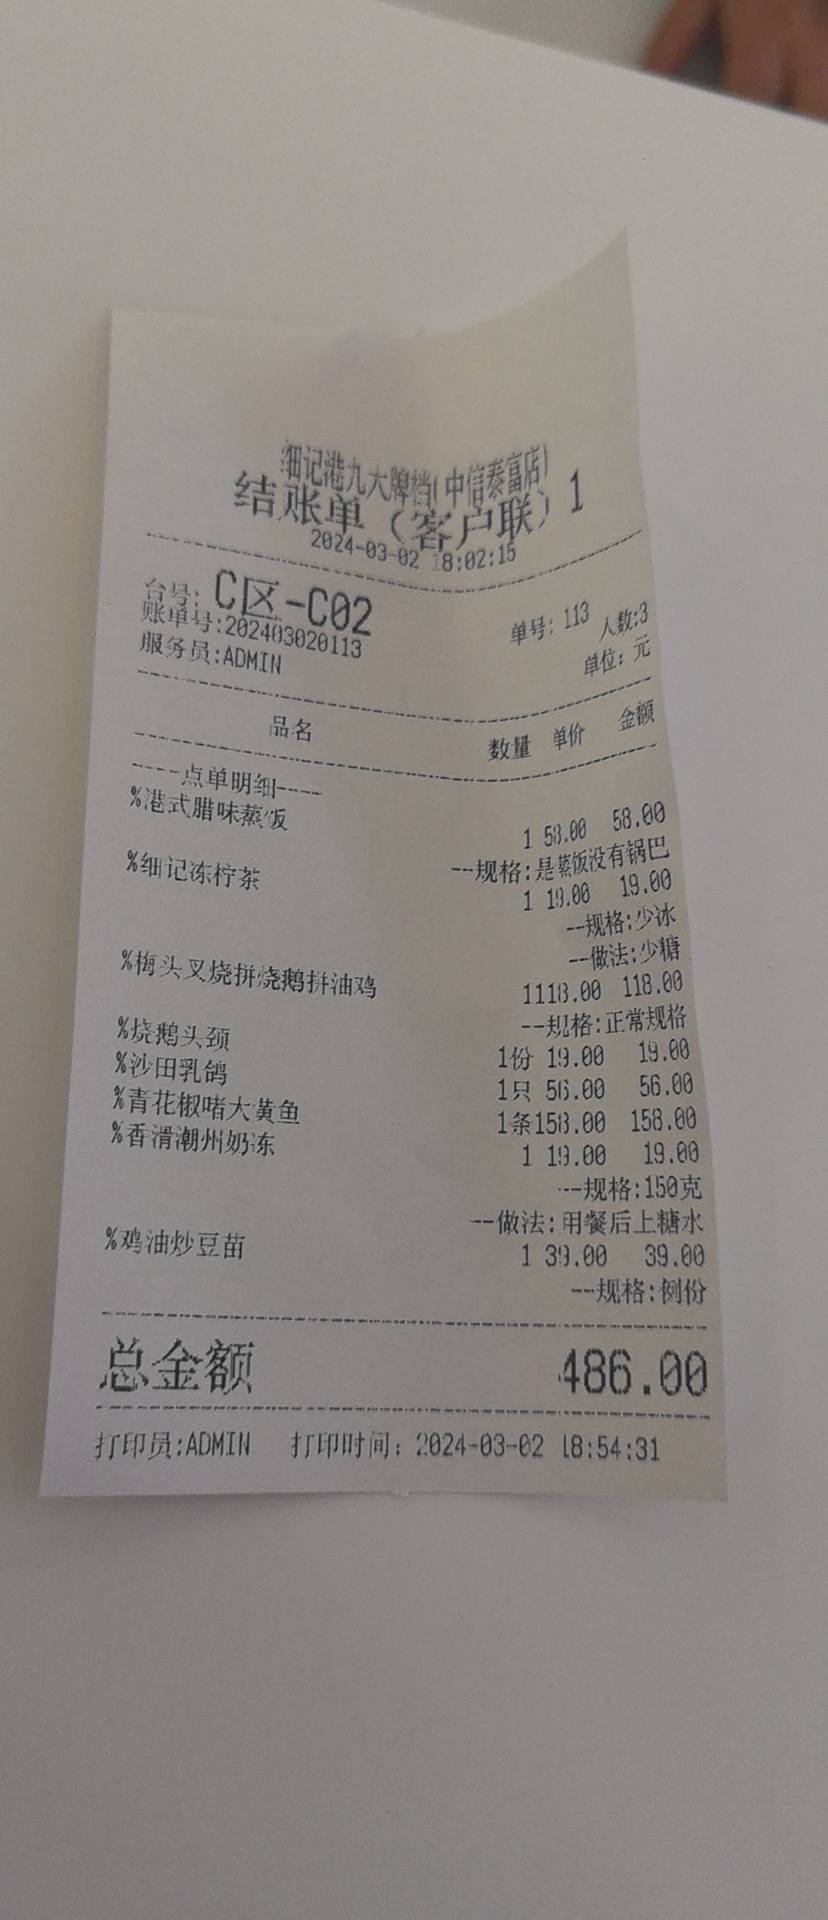 细记港九大牌档(中信泰富店)
结账单（客户联）1
2024-03-02 18:02:15
台号: C区-C02 单号: 113 人数:3
账单号:202403020113
服务员:ADMIN 单位: 元
品名 数量 单价 金额
-----点单明细-----
%港式腊味蒸饭
1 58.00 58.00
--规格:是蒸饭没有锅巴
%细记冻柠茶
1 19.00 19.00
--规格:少冰
--做法:少糖
%梅头叉烧拼烧鹅拼油鸡
1118.00 118.00
--规格:正常规格
%烧鹅头颈 1份 19.00 19.00
%沙田乳鸽 1只 56.00 56.00
%青花椒啫大黄鱼 1条158.00 158.00
%香滑潮州奶冻 1 19.00 19.00
--规格:150克
--做法:用餐后上糖水
%鸡油炒豆苗 1 39.00 39.00
--规格:例份
总金额 486.00
打印员:ADMIN 打印时间: 2024-03-02 18:54:31